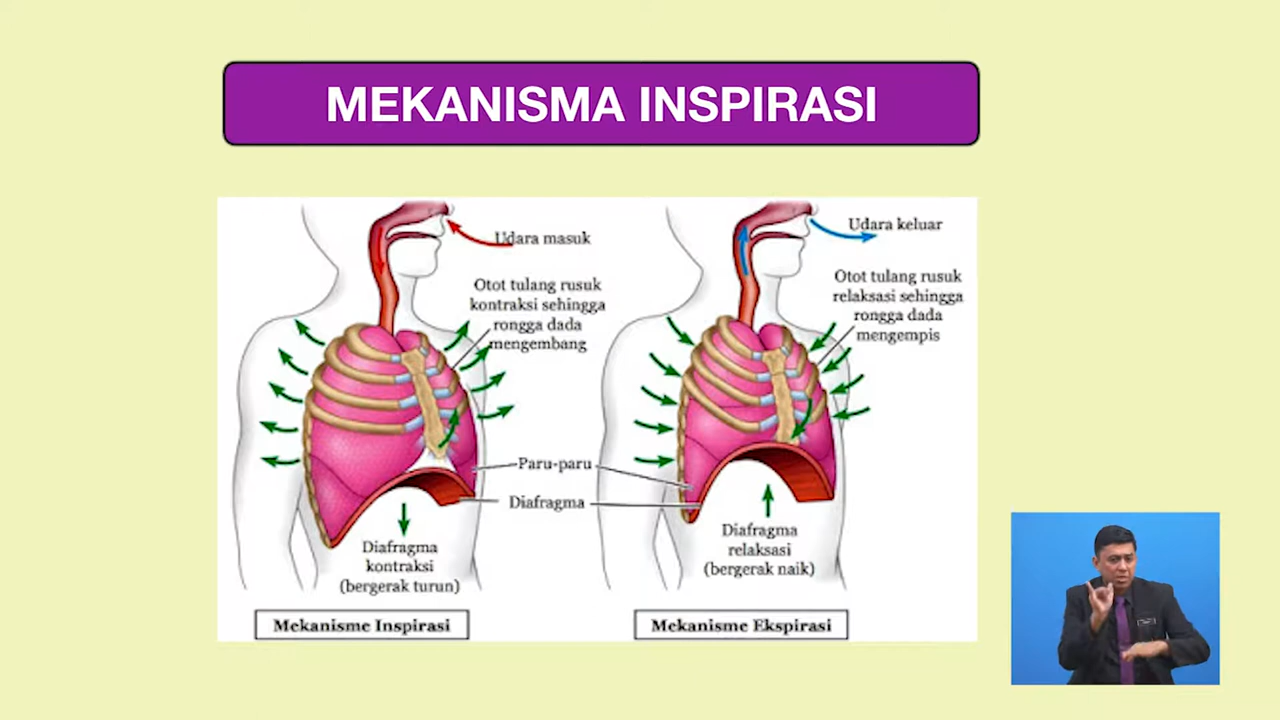 MEKANISMA INSPIRASI
Udara masuk
Otot tulang rusuk
kontraksi sehingga
rongga dada
mengembang
Udara keluar
Otot tulang rusuk
relaksasi sehingga
rongga dada
mengempis
Paru-paru
Diafragma
Diafragma
kontraksi
(bergerak turun)
Diafragma
relaksasi
(bergerak naik)
Mekanisme Inspirasi
Mekanisme Ekspirasi